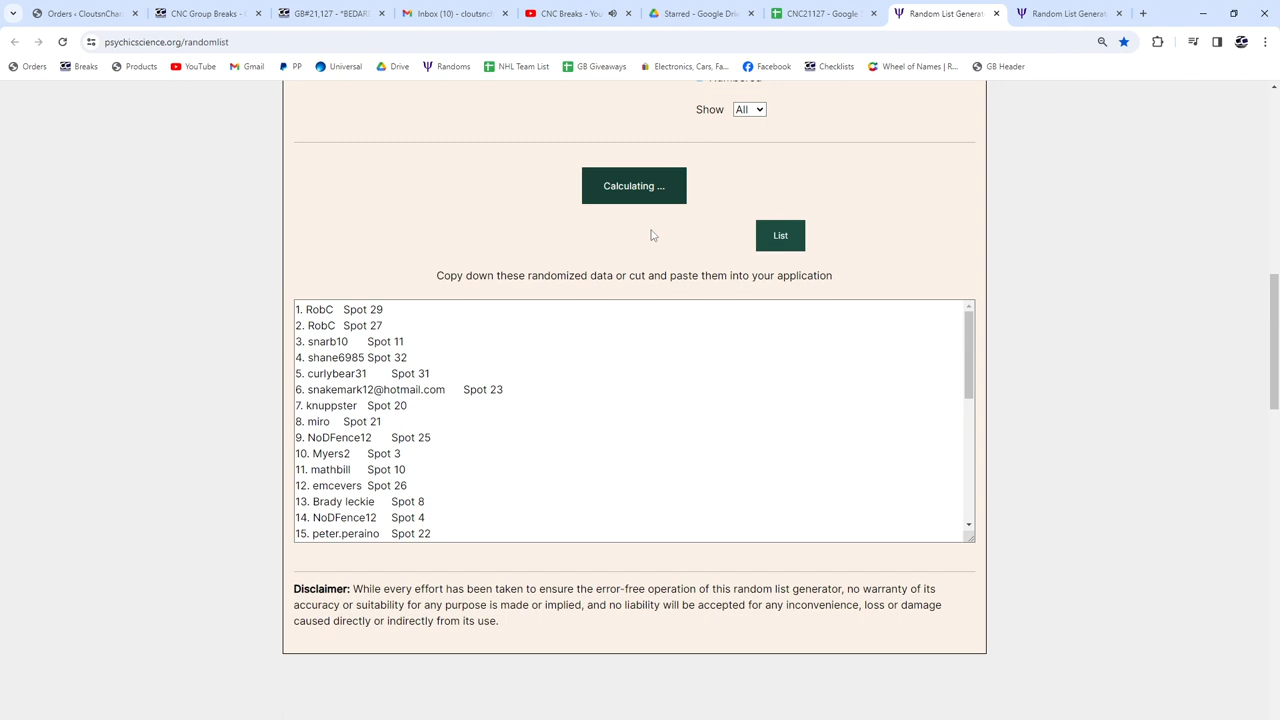 Orders ‹ CloutsnChan
CNC Group Breaks - G
GB#21,127 - *BEDARD
Inbox (10) - cloutsnch
CNC Breaks - You
Starred - Google Driv
CNC21127 - Google S
Random List Generato
Random List Generato
psychicscience.org/randomlist
Orders
Breaks
Products
YouTube
Gmail
PP
Universal
Drive
Randoms
NHL Team List
GB Giveaways
Electronics, Cars, Fa...
Facebook
Checklists
Wheel of Names | R...
GB Header
Numbered
Show All
Calculating ...
List
Copy down these randomized data or cut and paste them into your application
1. RobC Spot 29
2. RobC Spot 27
3. snarb10 Spot 11
4. shane6985 Spot 32
5. curlybear31 Spot 31
6. snakemark12@hotmail.com Spot 23
7. knuppster Spot 20
8. miro Spot 21
9. NoDFence12 Spot 25
10. Myers2 Spot 3
11. mathbill Spot 10
12. emcevers Spot 26
13. Brady leckie Spot 8
14. NoDFence12 Spot 4
15. peter.peraino Spot 22
Disclaimer: While every effort has been taken to ensure the error-free operation of this random list generator, no warranty of its
accuracy or suitability for any purpose is made or implied, and no liability will be accepted for any inconvenience, loss or damage
caused directly or indirectly from its use.